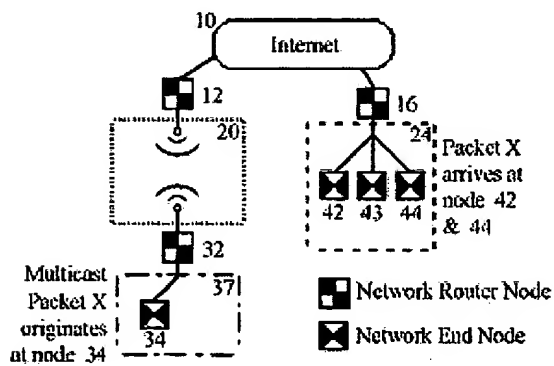 10
Internet
12
16
20
24
Packet X
arrives at
node 42
& 44
42 43 44
32
Multicast
Packet X
originates
at node 34
37
34
Network Router Node
Network End Node